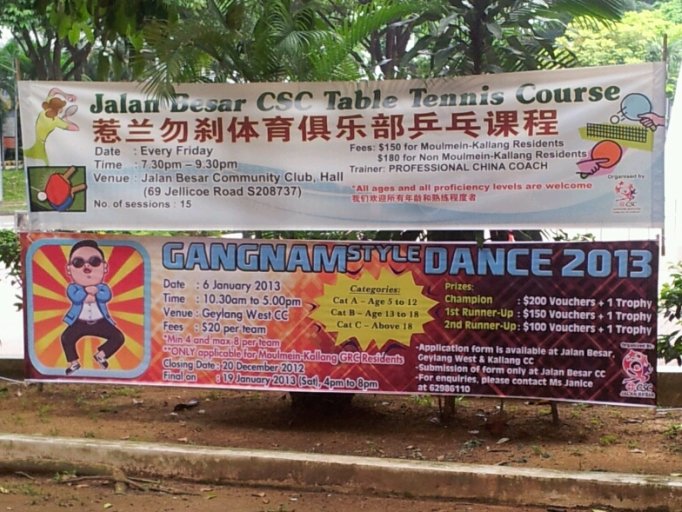 Jalan Besar CSC Table Tennis Course
惹兰勿刹体育俱乐部乒乓课程
Date : Every Friday
Time : 7.30pm – 9.30pm
Venue : Jalan Besar Community Club, Hall
(69 Jellicoe Road S208737)
No. of sessions : 15
Fees: $150 for Moulmein-Kallang Residents
$180 for Non Moulmein-Kallang Residents
Trainer: PROFESSIONAL CHINA COACH
*All ages and all proficiency levels are welcome
我们欢迎所有年龄和熟练程度者
Organised by:
CSC
GANGNAM STYLE DANCE 2013
Date : 6 January 2013
Time : 10.30am to 5.00pm
Venue : Geylang West CC
Fees : $20 per team
*Min 4 and max 8 per team
**ONLY applicable for Moulmein-Kallang GRC Residents
Closing Date : 20 December 2012
Final on : 19 January 2013 (Sat), 4pm to 8pm
Categories:
Cat A - Age 5 to 12
Cat B - Age 13 to 18
Cat C - Above 18
Prizes:
Champion : $200 Vouchers + 1 Trophy
1st Runner-Up : $150 Vouchers + 1 Trophy
2nd Runner-Up : $100 Vouchers + 1 Trophy
-Application form is available at Jalan Besar,
Geylang West & Kallang CC
-Submission of form only at Jalan Besar CC
-For enquiries, please contact Ms Janice
at 62986110
Organised by:
CSC
JALAN BESAR